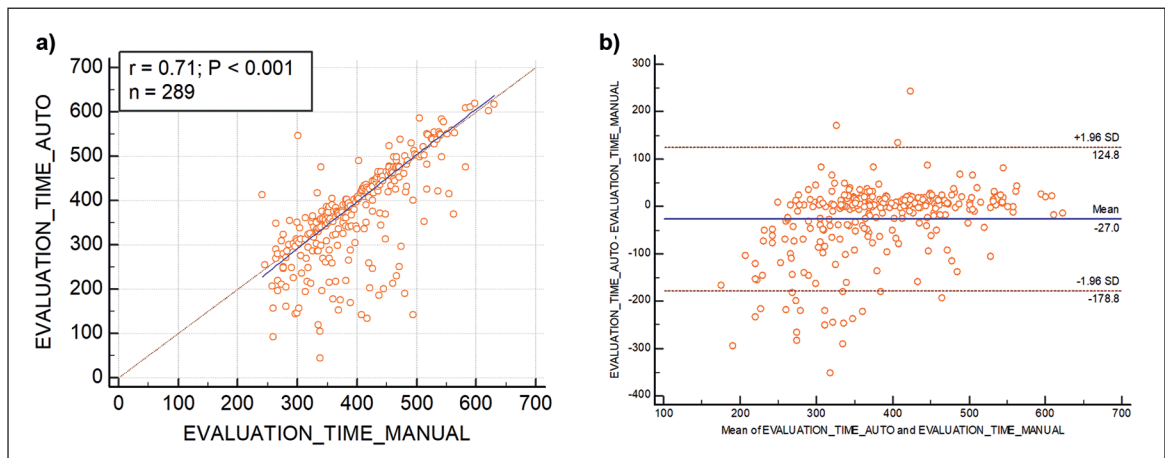 a)
r = 0.71; P < 0.001
n = 289
EVALUATION_TIME_AUTO
700
600
500
400
300
200
100
0
0 100 200 300 400 500 600 700
EVALUATION_TIME_MANUAL
b)
EVALUATION_TIME_AUTO - EVALUATION_TIME_MANUAL
300
200
100
0
-100
-200
-300
-400
+1.96 SD
124.8
Mean
-27.0
-1.96 SD
-178.8
100 200 300 400 500 600 700
Mean of EVALUATION_TIME_AUTO and EVALUATION_TIME_MANUAL